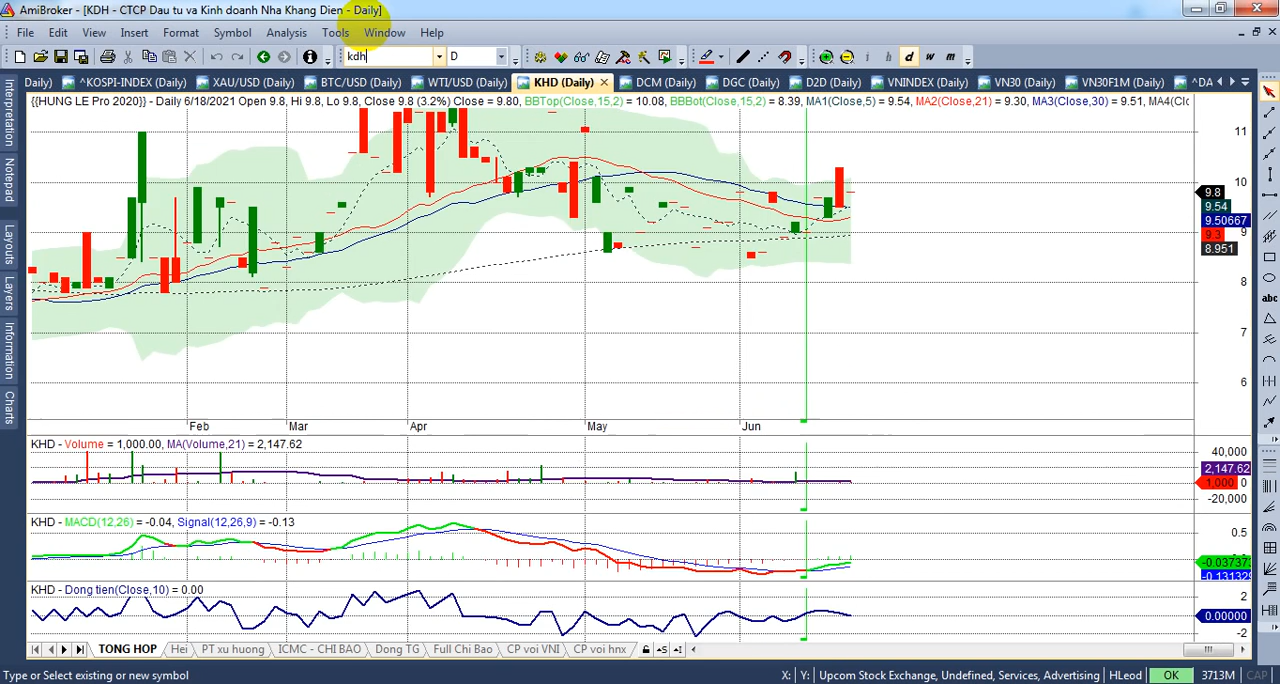 AmiBroker - [KDH - CTCP Dau tu va Kinh doanh Nha Khang Dien - Daily]
File Edit View Insert Format Symbol Analysis Tools Window Help
kdh D h d w m
Daily) ^KOSPI-INDEX (Daily) XAU/USD (Daily) BTC/USD (Daily) WTI/USD (Daily) KHD (Daily) DCM (Daily) DGC (Daily) D2D (Daily) VNINDEX (Daily) VN30 (Daily) VN30F1M (Daily) ^DA
{{HUNG LE Pro 2020}} - Daily 6/18/2021 Open 9.8, Hi 9.8, Lo 9.8, Close 9.8 (3.2%) Close = 9.80, BBTop(Close,15,2) = 10.08, BBBot(Close,15,2) = 8.39, MA1(Close,5) = 9.54, MA2(Close,21) = 9.30, MA3(Close,30) = 9.51, MA4(Clo
Interpretation
Notepad
Layouts
Layers
Information
Charts
11
10
9.8
9.54
9.50667
9.3
9
8.951
8
7
6
abc
Feb Mar Apr May Jun
KHD - Volume = 1,000.00, MA(Volume,21) = 2,147.62
40,000
2,147.62
1,000 0
-20,000
KHD - MACD(12,26) = -0.04, Signal(12,26,9) = -0.13
0.5
-0.03737
-0.131329
KHD - Dong tien(Close,10) = 0.00
2
0.00000
-2
TONG HOP Hei PT xu huong ICMC - CHI BAO Dong TG Full Chi Bao CP voi VNI CP voi hnx
Type or Select existing or new symbol X: Y: Upcom Stock Exchange, Undefined, Services, Advertising HLeod OK 3713M CAP